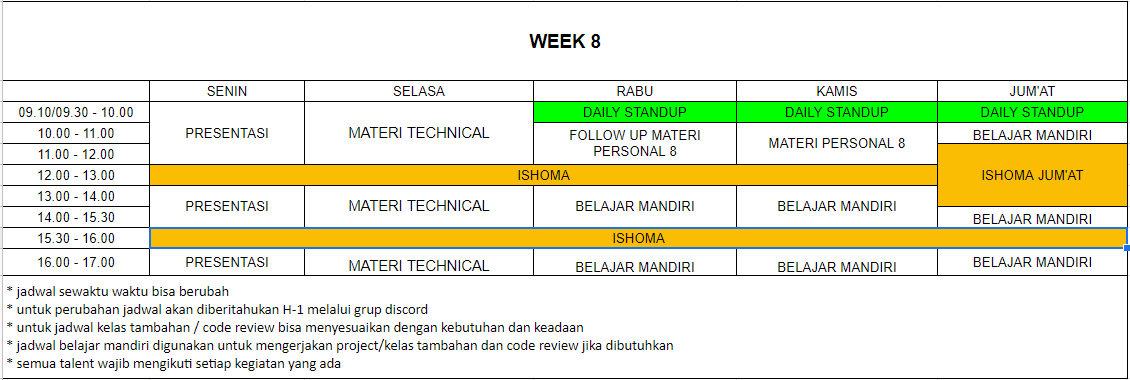 WEEK 8
SENIN SELASA RABU KAMIS JUM'AT
09.10/09.30 - 10.00 DAILY STANDUP DAILY STANDUP DAILY STANDUP
10.00 - 11.00 PRESENTASI MATERI TECHNICAL FOLLOW UP MATERI PERSONAL 8 MATERI PERSONAL 8 BELAJAR MANDIRI
11.00 - 12.00
12.00 - 13.00 ISHOMA ISHOMA JUM'AT
13.00 - 14.00 PRESENTASI MATERI TECHNICAL BELAJAR MANDIRI BELAJAR MANDIRI
14.00 - 15.30 BELAJAR MANDIRI
15.30 - 16.00 ISHOMA
16.00 - 17.00 PRESENTASI MATERI TECHNICAL BELAJAR MANDIRI BELAJAR MANDIRI BELAJAR MANDIRI
* jadwal sewaktu waktu bisa berubah
* untuk perubahan jadwal akan diberitahukan H-1 melalui grup discord
* untuk jadwal kelas tambahan / code review bisa menyesuaikan dengan kebutuhan dan keadaan
* jadwal belajar mandiri digunakan untuk mengerjakan project/kelas tambahan dan code review jika dibutuhkan
* semua talent wajib mengikuti setiap kegiatan yang ada